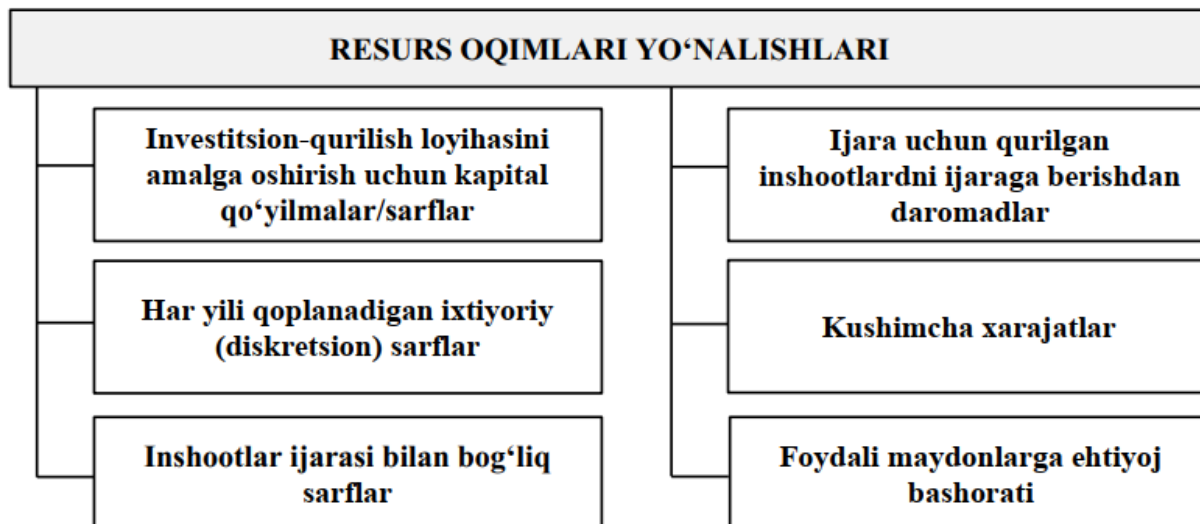 RESURS OQIMLARI YO‘NALISHLARI
Investitsion-qurilish loyihasini
amalga oshirish uchun kapital
qo‘yilmalar/sarflar
Har yili qoplanadigan ixtiyoriy
(diskretsion) sarflar
Inshootlar ijarasi bilan bog‘liq
sarflar
Ijara uchun qurilgan
inshootlardni ijaraga berishdan
daromadlar
Kushimcha xarajatlar
Foydali maydonlarga ehtiyoj
bashorati